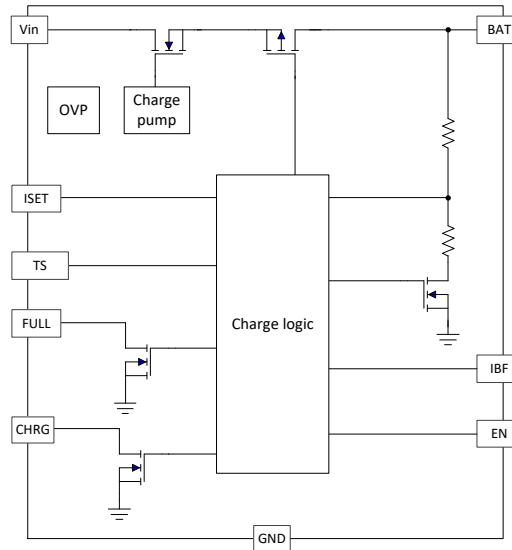 Vin
BAT
OVP
Charge
pump
ISET
TS
FULL
Charge logic
IBF
CHRG
EN
GND